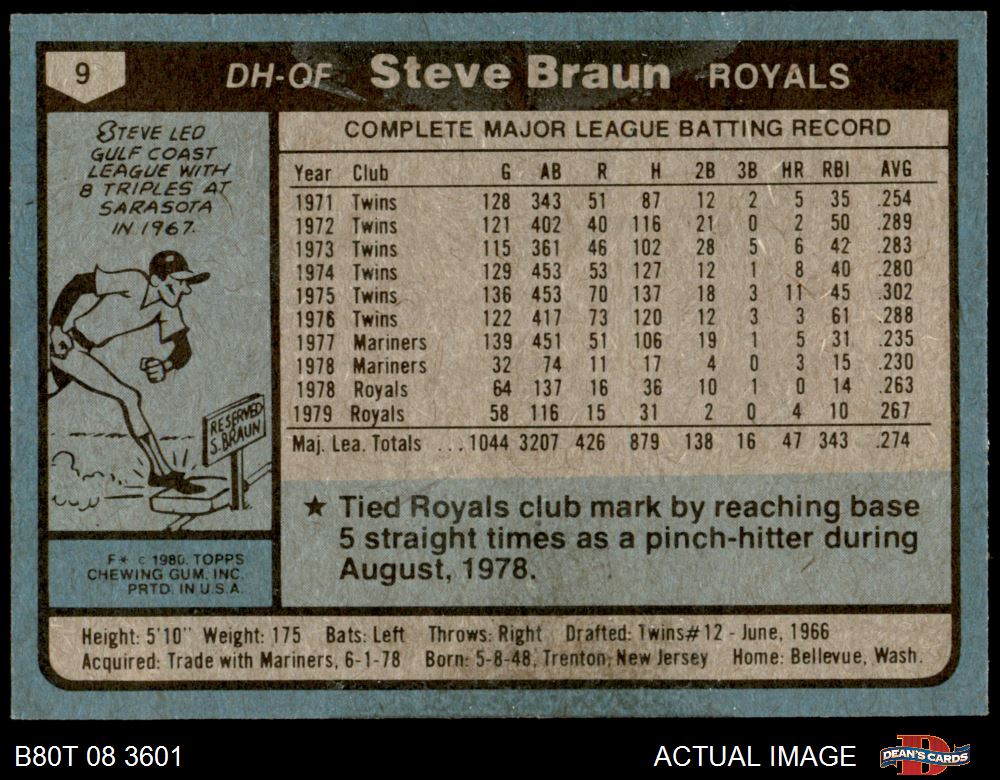 9
DH-OF Steve Braun ROYALS
STEVE LED
GULF COAST
LEAGUE WITH
8 TRIPLES AT
SARASOTA
IN 1967.
RESERVED
S. BRAUN
F* © 1980. TOPPS
CHEWING GUM, INC.
PRTD. IN U.S.A.
COMPLETE MAJOR LEAGUE BATTING RECORD
Year Club G AB R H 2B 3B HR RBI AVG
1971 Twins 128 343 51 87 12 2 5 35 .254
1972 Twins 121 402 40 116 21 0 2 50 .289
1973 Twins 115 361 46 102 28 5 6 42 .283
1974 Twins 129 453 53 127 12 1 8 40 .280
1975 Twins 136 453 70 137 18 3 11 45 .302
1976 Twins 122 417 73 120 12 3 3 61 .288
1977 Mariners 139 451 51 106 19 1 5 31 .235
1978 Mariners 32 74 11 17 4 0 3 15 .230
1978 Royals 64 137 16 36 10 1 0 14 .263
1979 Royals 58 116 15 31 2 0 4 10 .267
Maj. Lea. Totals ...1044 3207 426 879 138 16 47 343 .274
★ Tied Royals club mark by reaching base
5 straight times as a pinch-hitter during
August, 1978.
Height: 5'10" Weight: 175 Bats: Left Throws: Right Drafted: Twins#12 - June, 1966
Acquired: Trade with Mariners, 6-1-78 Born: 5-8-48, Trenton, New Jersey Home: Bellevue, Wash.
B80T 08 3601 ACTUAL IMAGE DEAN'S CARDS